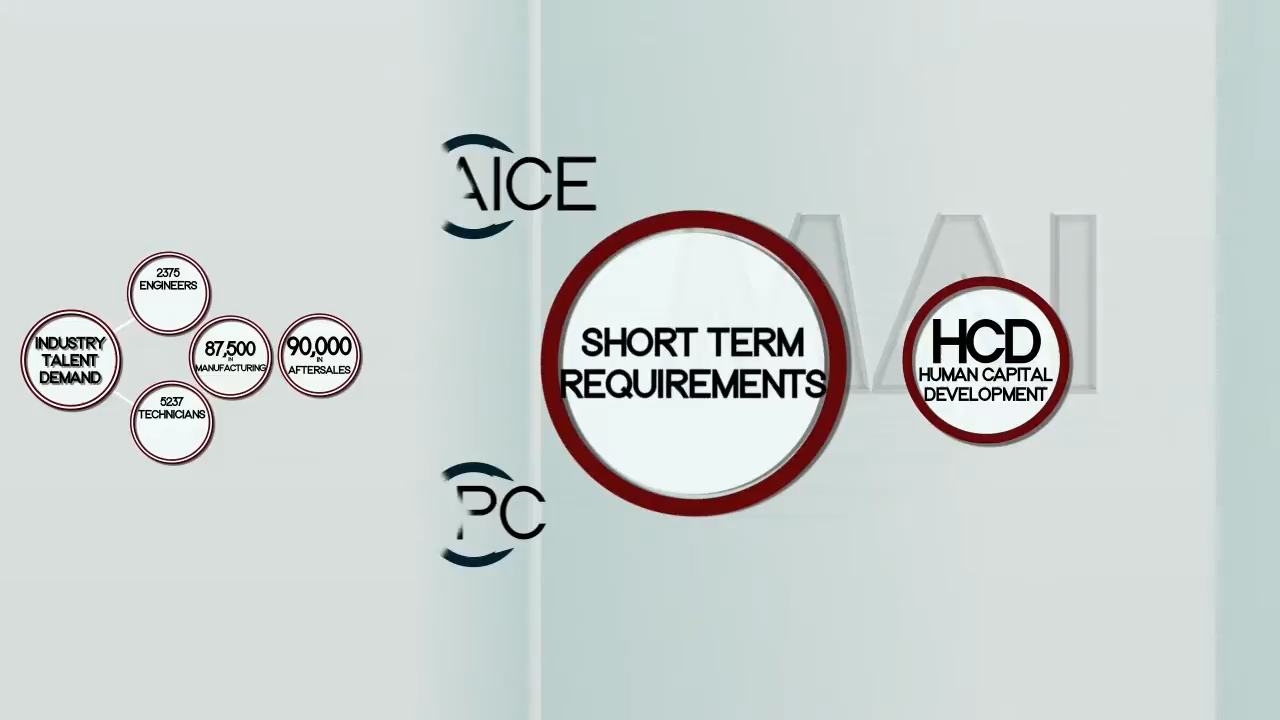 2375
ENGINEERS
INDUSTRY
TALENT
DEMAND
87,500
IN
MANUFACTURING
90,000
IN
AFTERSALES
5237
TECHNICIANS
AICE
PC
SHORT TERM
REQUIREMENTS
HCD
HUMAN CAPITAL
DEVELOPMENT